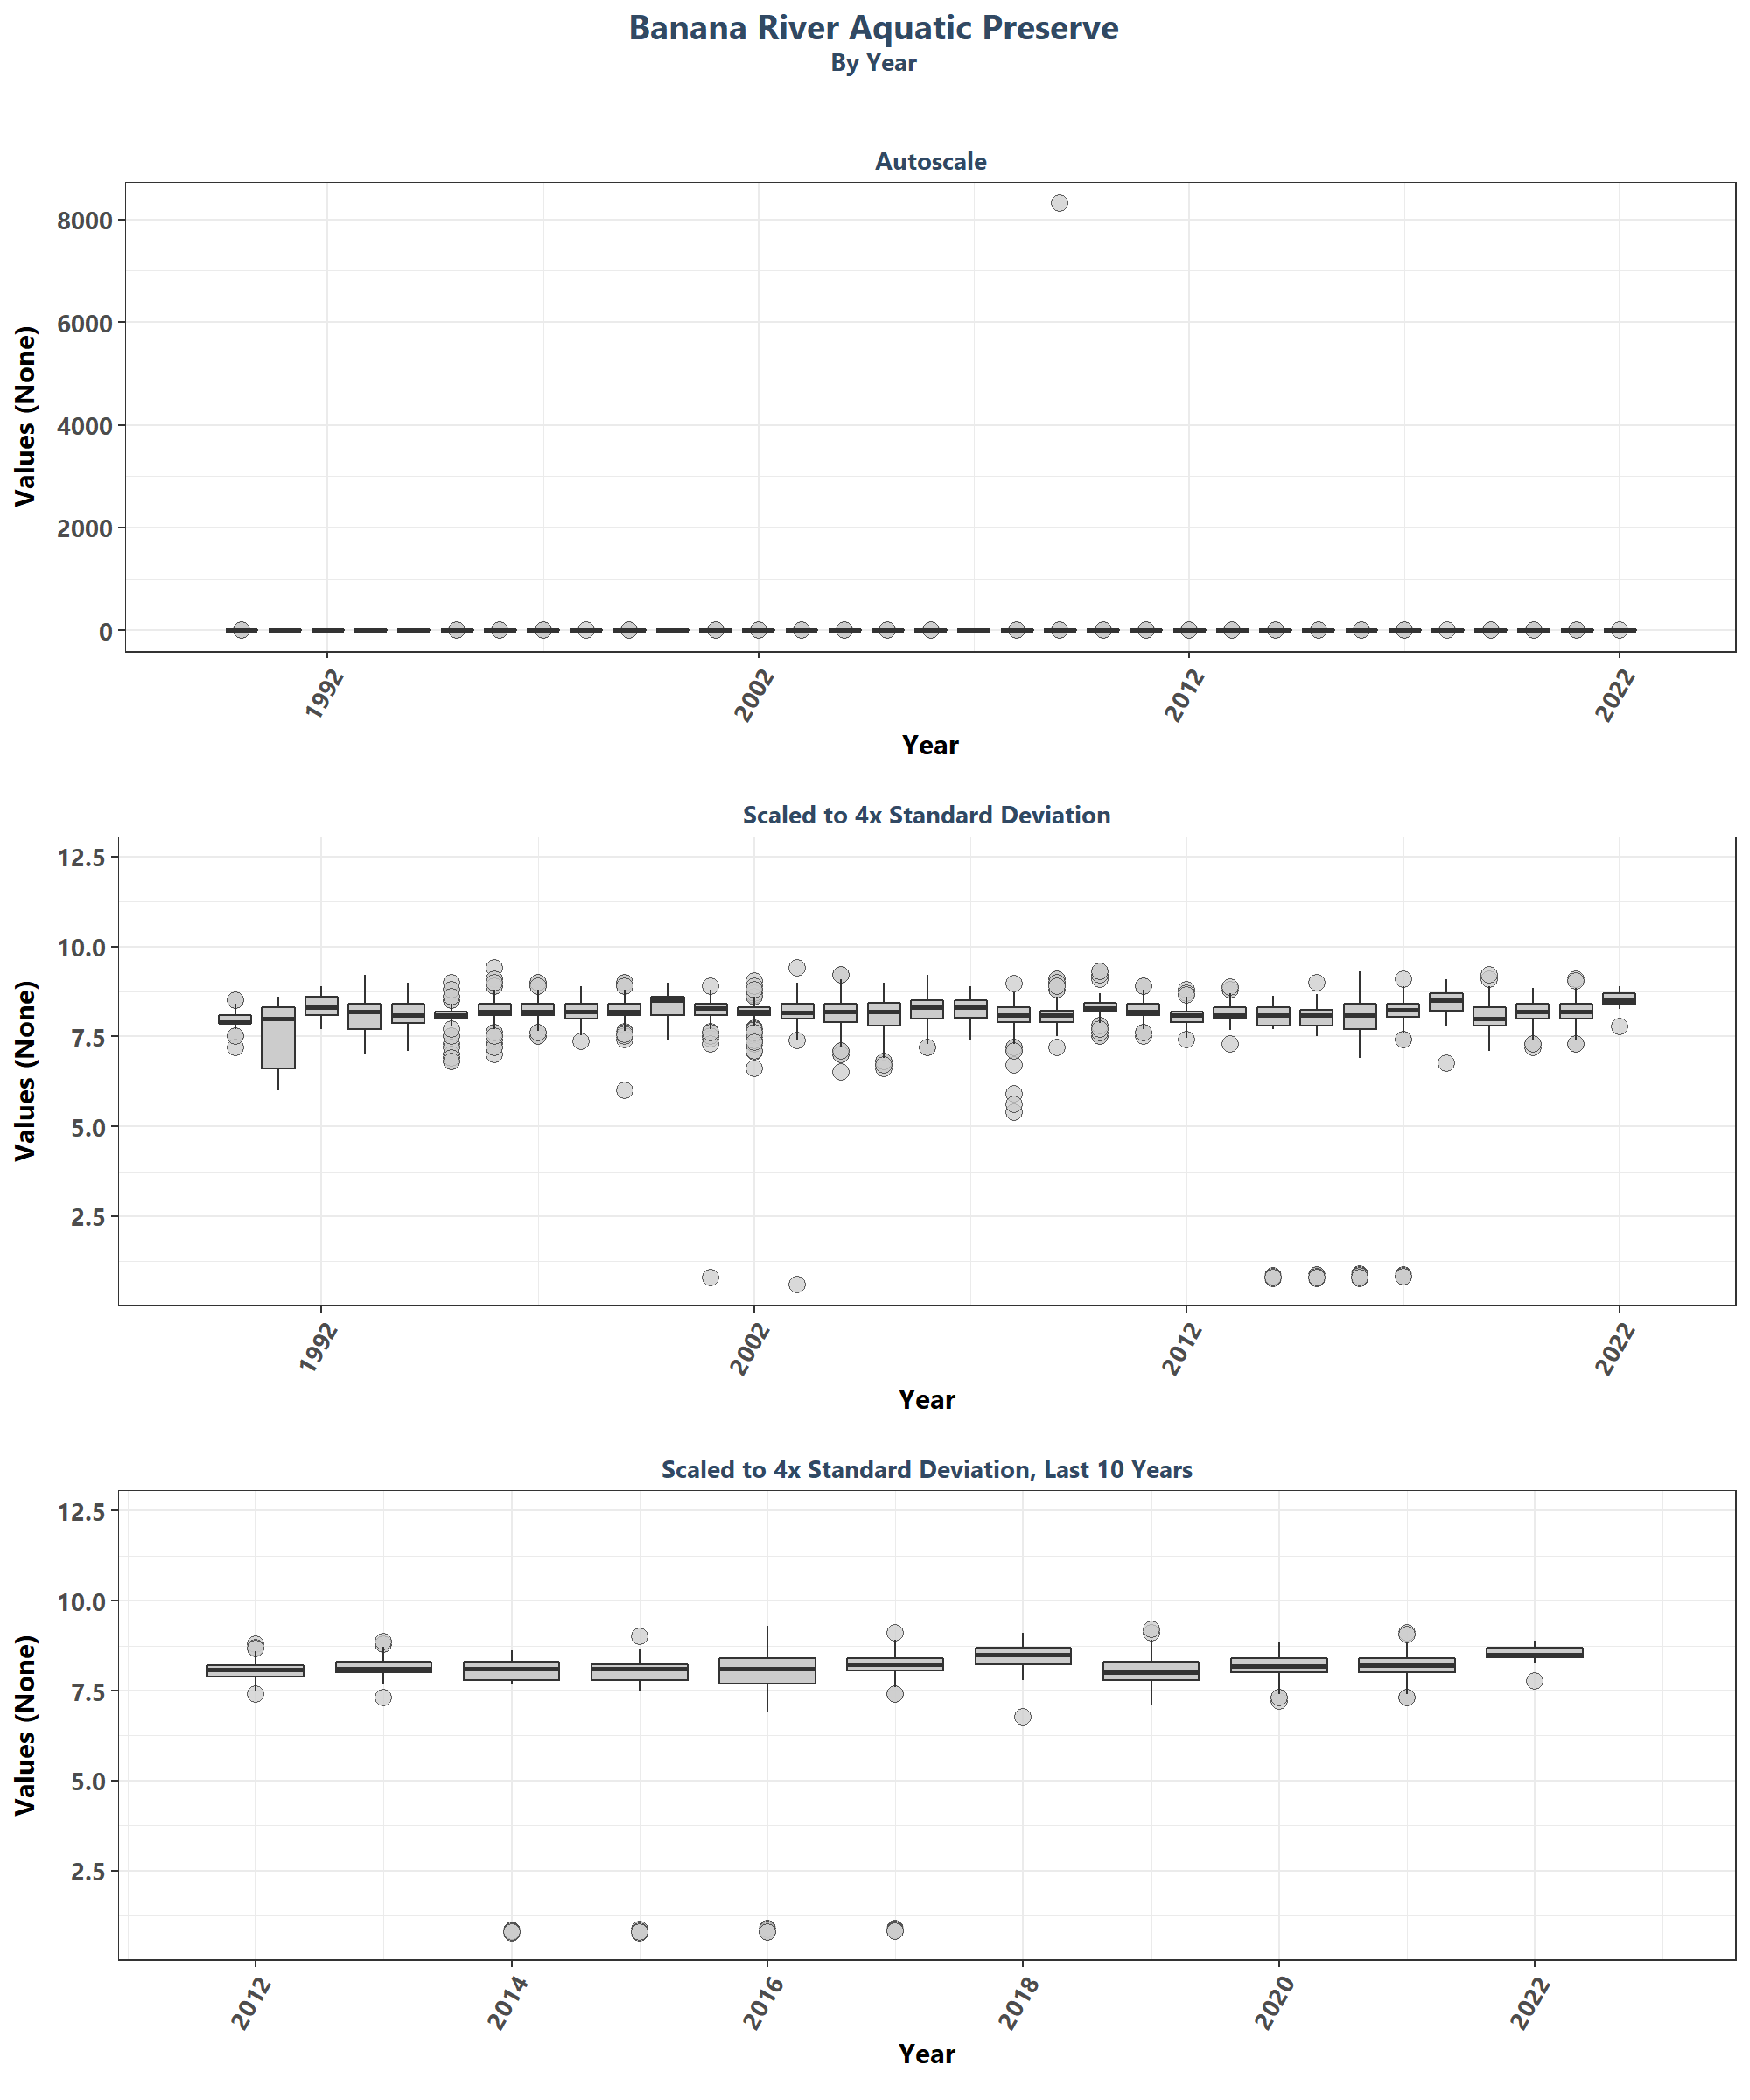 Banana River Aquatic Preserve
By Year
Autoscale
8000
6000
4000
2000
0
Values (None)
1992
2002
2012
2022
Year
Scaled to 4x Standard Deviation
12.5
10.0
7.5
5.0
2.5
Values (None)
1992
2002
2012
2022
Year
Scaled to 4x Standard Deviation, Last 10 Years
12.5
10.0
7.5
5.0
2.5
Values (None)
2012
2014
2016
2018
2020
2022
Year